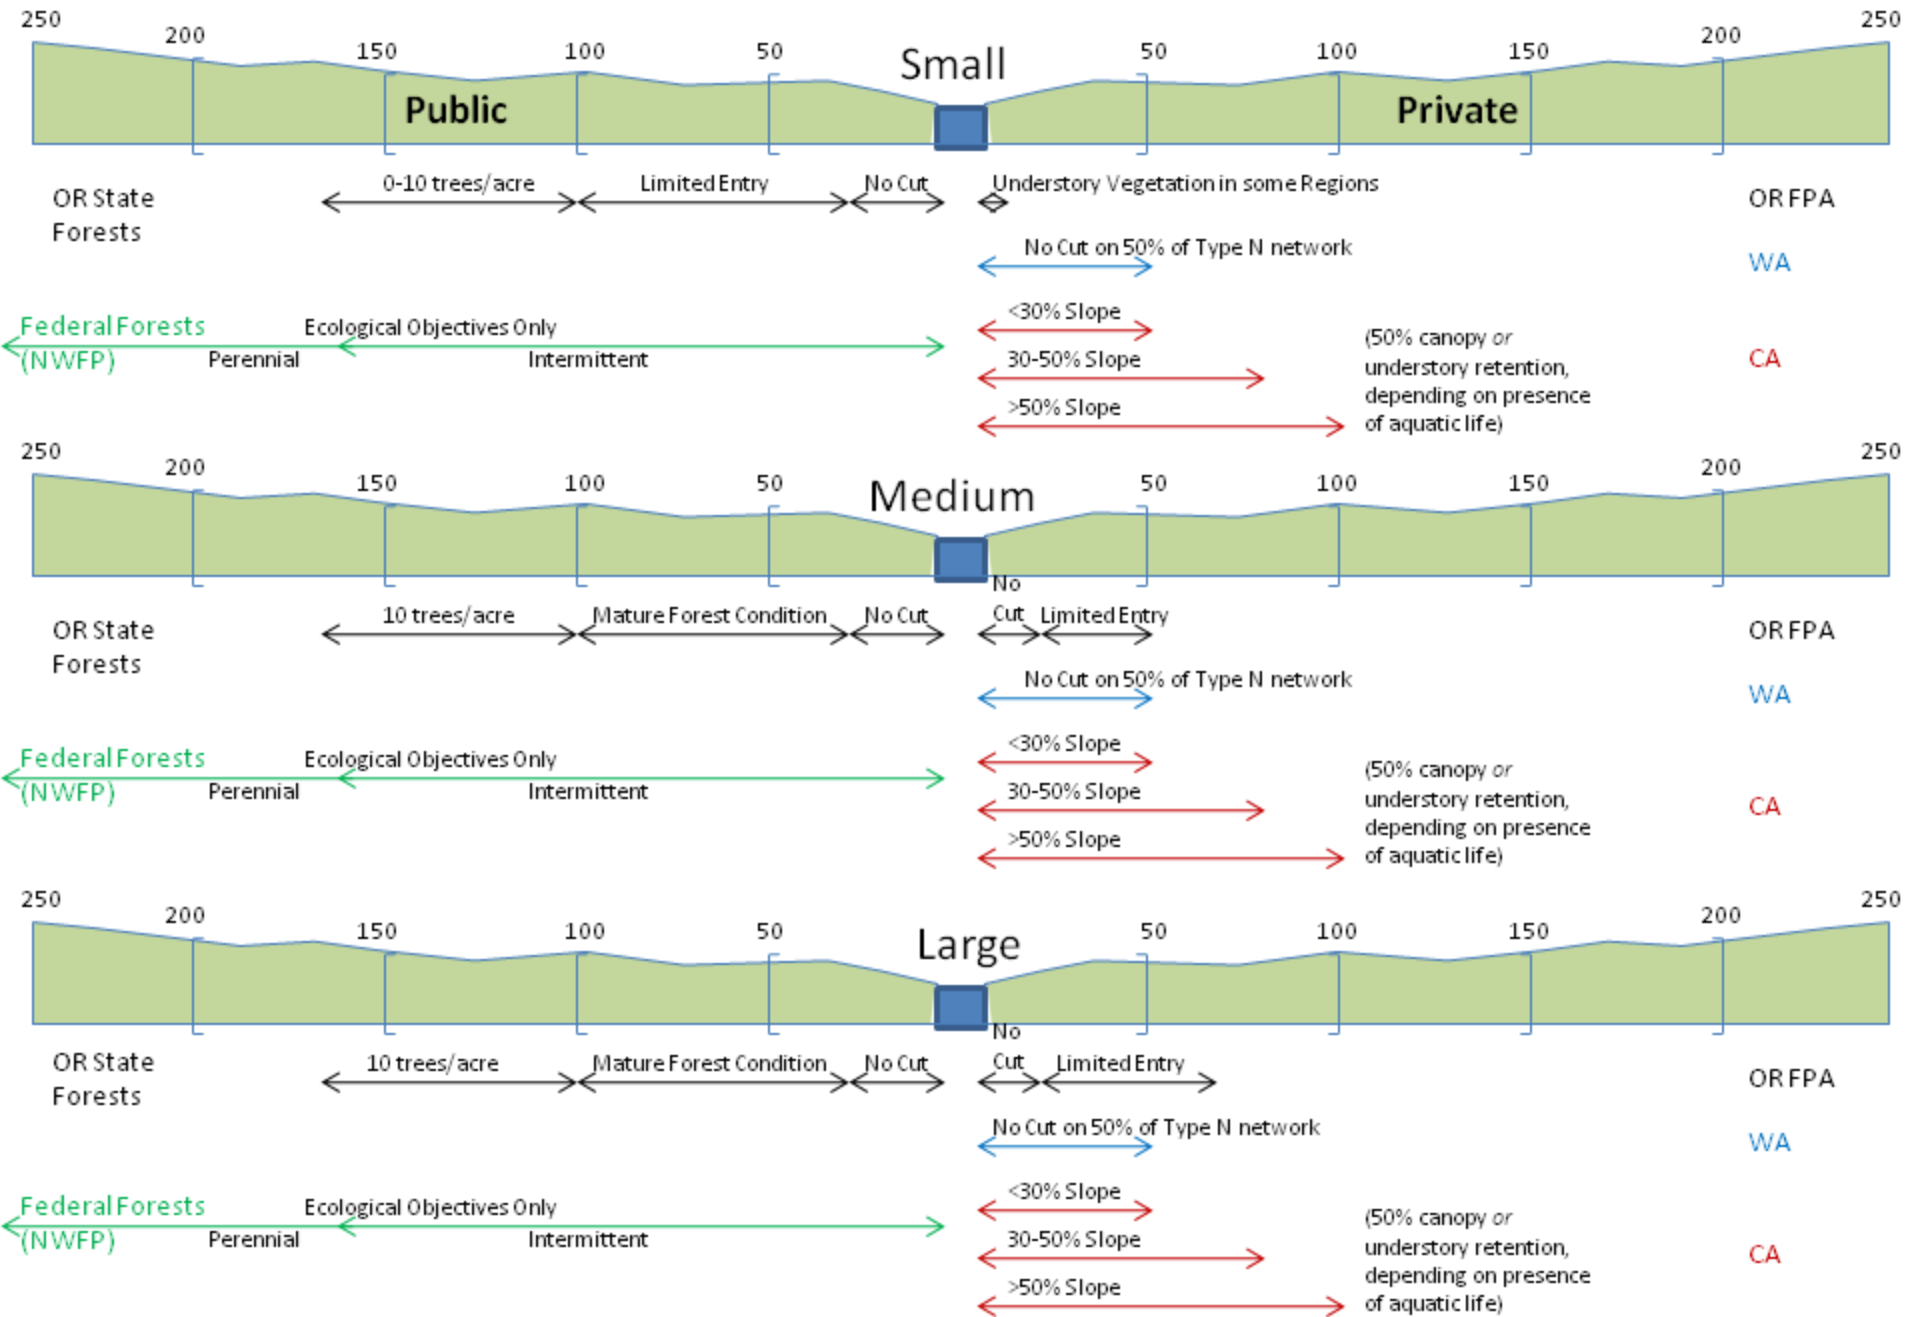 250 200 150 100 50 Small 50 100 150 200 250
Public Private
OR State
Forests
0-10 trees/acre Limited Entry No Cut Understory Vegetation in some Regions OR FPA
No Cut on 50% of Type N network WA
Federal Forests
(NWFP)
Ecological Objectives Only
Perennial Intermittent
<30% Slope
30-50% Slope
>50% Slope
(50% canopy or
understory retention,
depending on presence
of aquatic life)
CA
250 200 150 100 50 Medium 50 100 150 200 250
OR State
Forests
10 trees/acre Mature Forest Condition No Cut
No
Cut Limited Entry OR FPA
No Cut on 50% of Type N network WA
Federal Forests
(NWFP)
Ecological Objectives Only
Perennial Intermittent
<30% Slope
30-50% Slope
>50% Slope
(50% canopy or
understory retention,
depending on presence
of aquatic life)
CA
250 200 150 100 50 Large 50 100 150 200 250
OR State
Forests
10 trees/acre Mature Forest Condition No Cut
No
Cut Limited Entry OR FPA
No Cut on 50% of Type N network WA
Federal Forests
(NWFP)
Ecological Objectives Only
Perennial Intermittent
<30% Slope
30-50% Slope
>50% Slope
(50% canopy or
understory retention,
depending on presence
of aquatic life)
CA